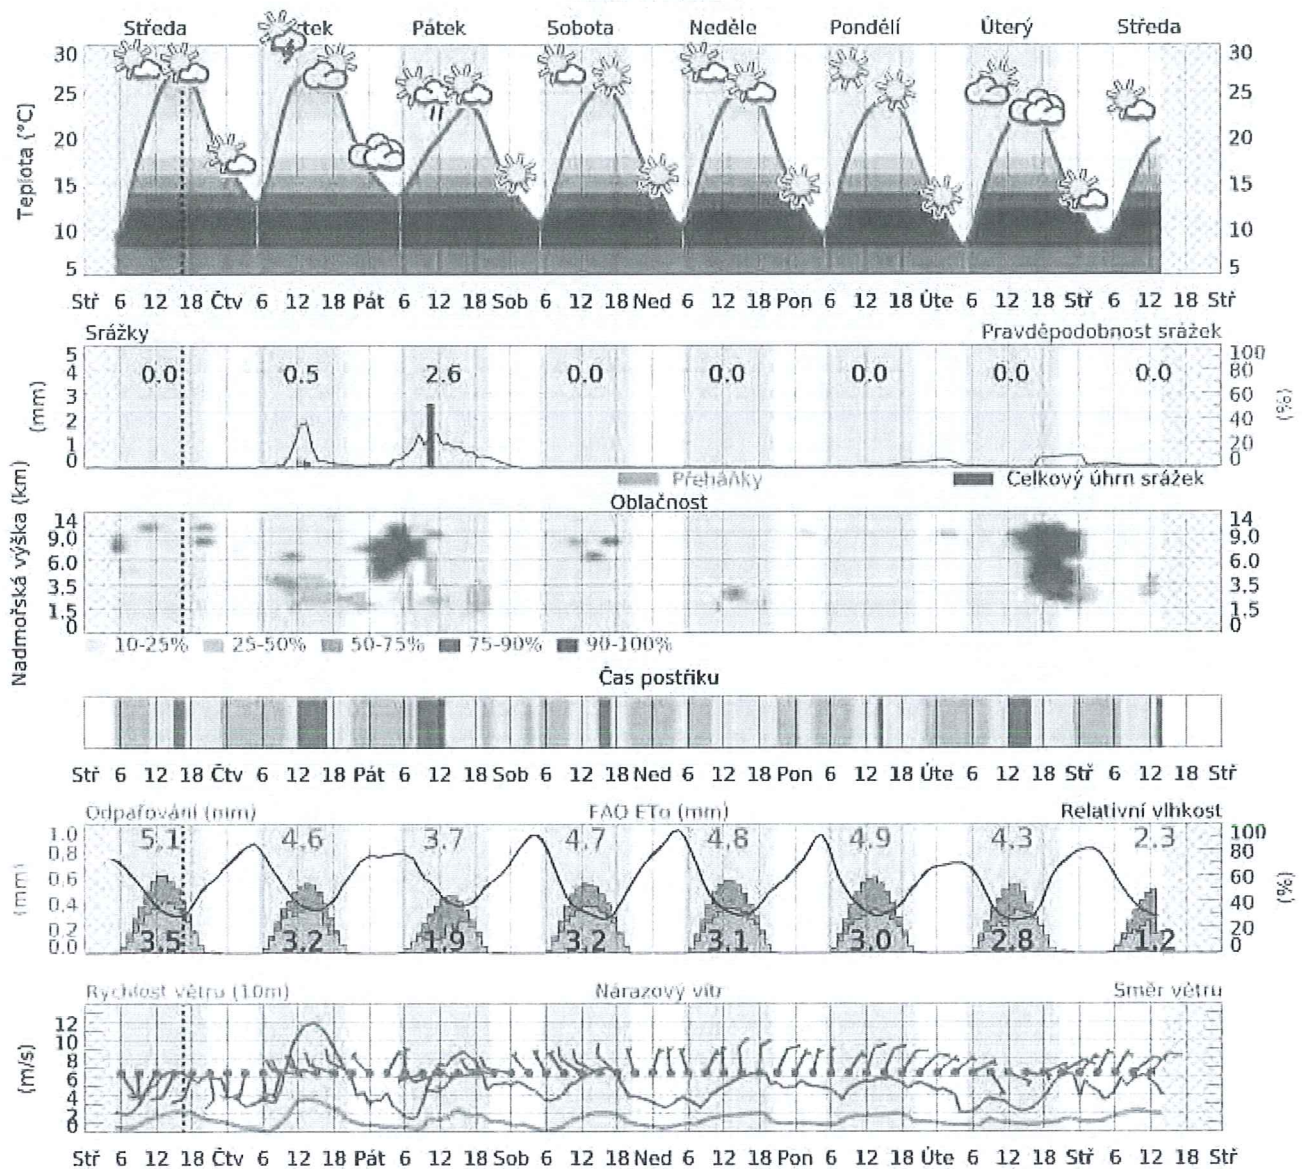 Středa tek Pátek Sobota Neděle Pondělí Úterý Středa
30 30
25 25
20 20
15 15
10 10
5 5
Teplota (°C)
Stř 6 12 18 Čtv 6 12 18 Pát 6 12 18 Sob 6 12 18 Ned 6 12 18 Pon 6 12 18 Úte 6 12 18 Stř 6 12 18 Stř
Srážky Pravděpodobnost srážek
5 100
4 80
3 60
2 40
1 20
0 0
(mm) (%)
0.0 0.5 2.6 0.0 0.0 0.0 0.0 0.0
Přeháňky Celkový úhrn srážek
Oblačnost
Nadmořská výška (km)
14 14
9.0 9.0
6.0 6.0
3.5 3.5
1.5 1.5
0 0
10-25% 25-50% 50-75% 75-90% 90-100%
Čas postřiku
Stř 6 12 18 Čtv 6 12 18 Pát 6 12 18 Sob 6 12 18 Ned 6 12 18 Pon 6 12 18 Úte 6 12 18 Stř 6 12 18 Stř
Odpařování (mm) FAO ETo (mm) Relativní vlhkost
1.0 100
0.8 80
0.6 60
0.4 40
0.2 20
0.0 0
(mm) (%)
5.1 4.6 3.7 4.7 4.8 4.9 4.3 2.3
3.5 3.2 1.9 3.2 3.1 3.0 2.8 1.2
Rychlost větru (10m) Nárazový vítr Směr větru
12
10
8
6
4
2
0
(m/s)
Stř 6 12 18 Čtv 6 12 18 Pát 6 12 18 Sob 6 12 18 Ned 6 12 18 Pon 6 12 18 Úte 6 12 18 Stř 6 12 18 Stř